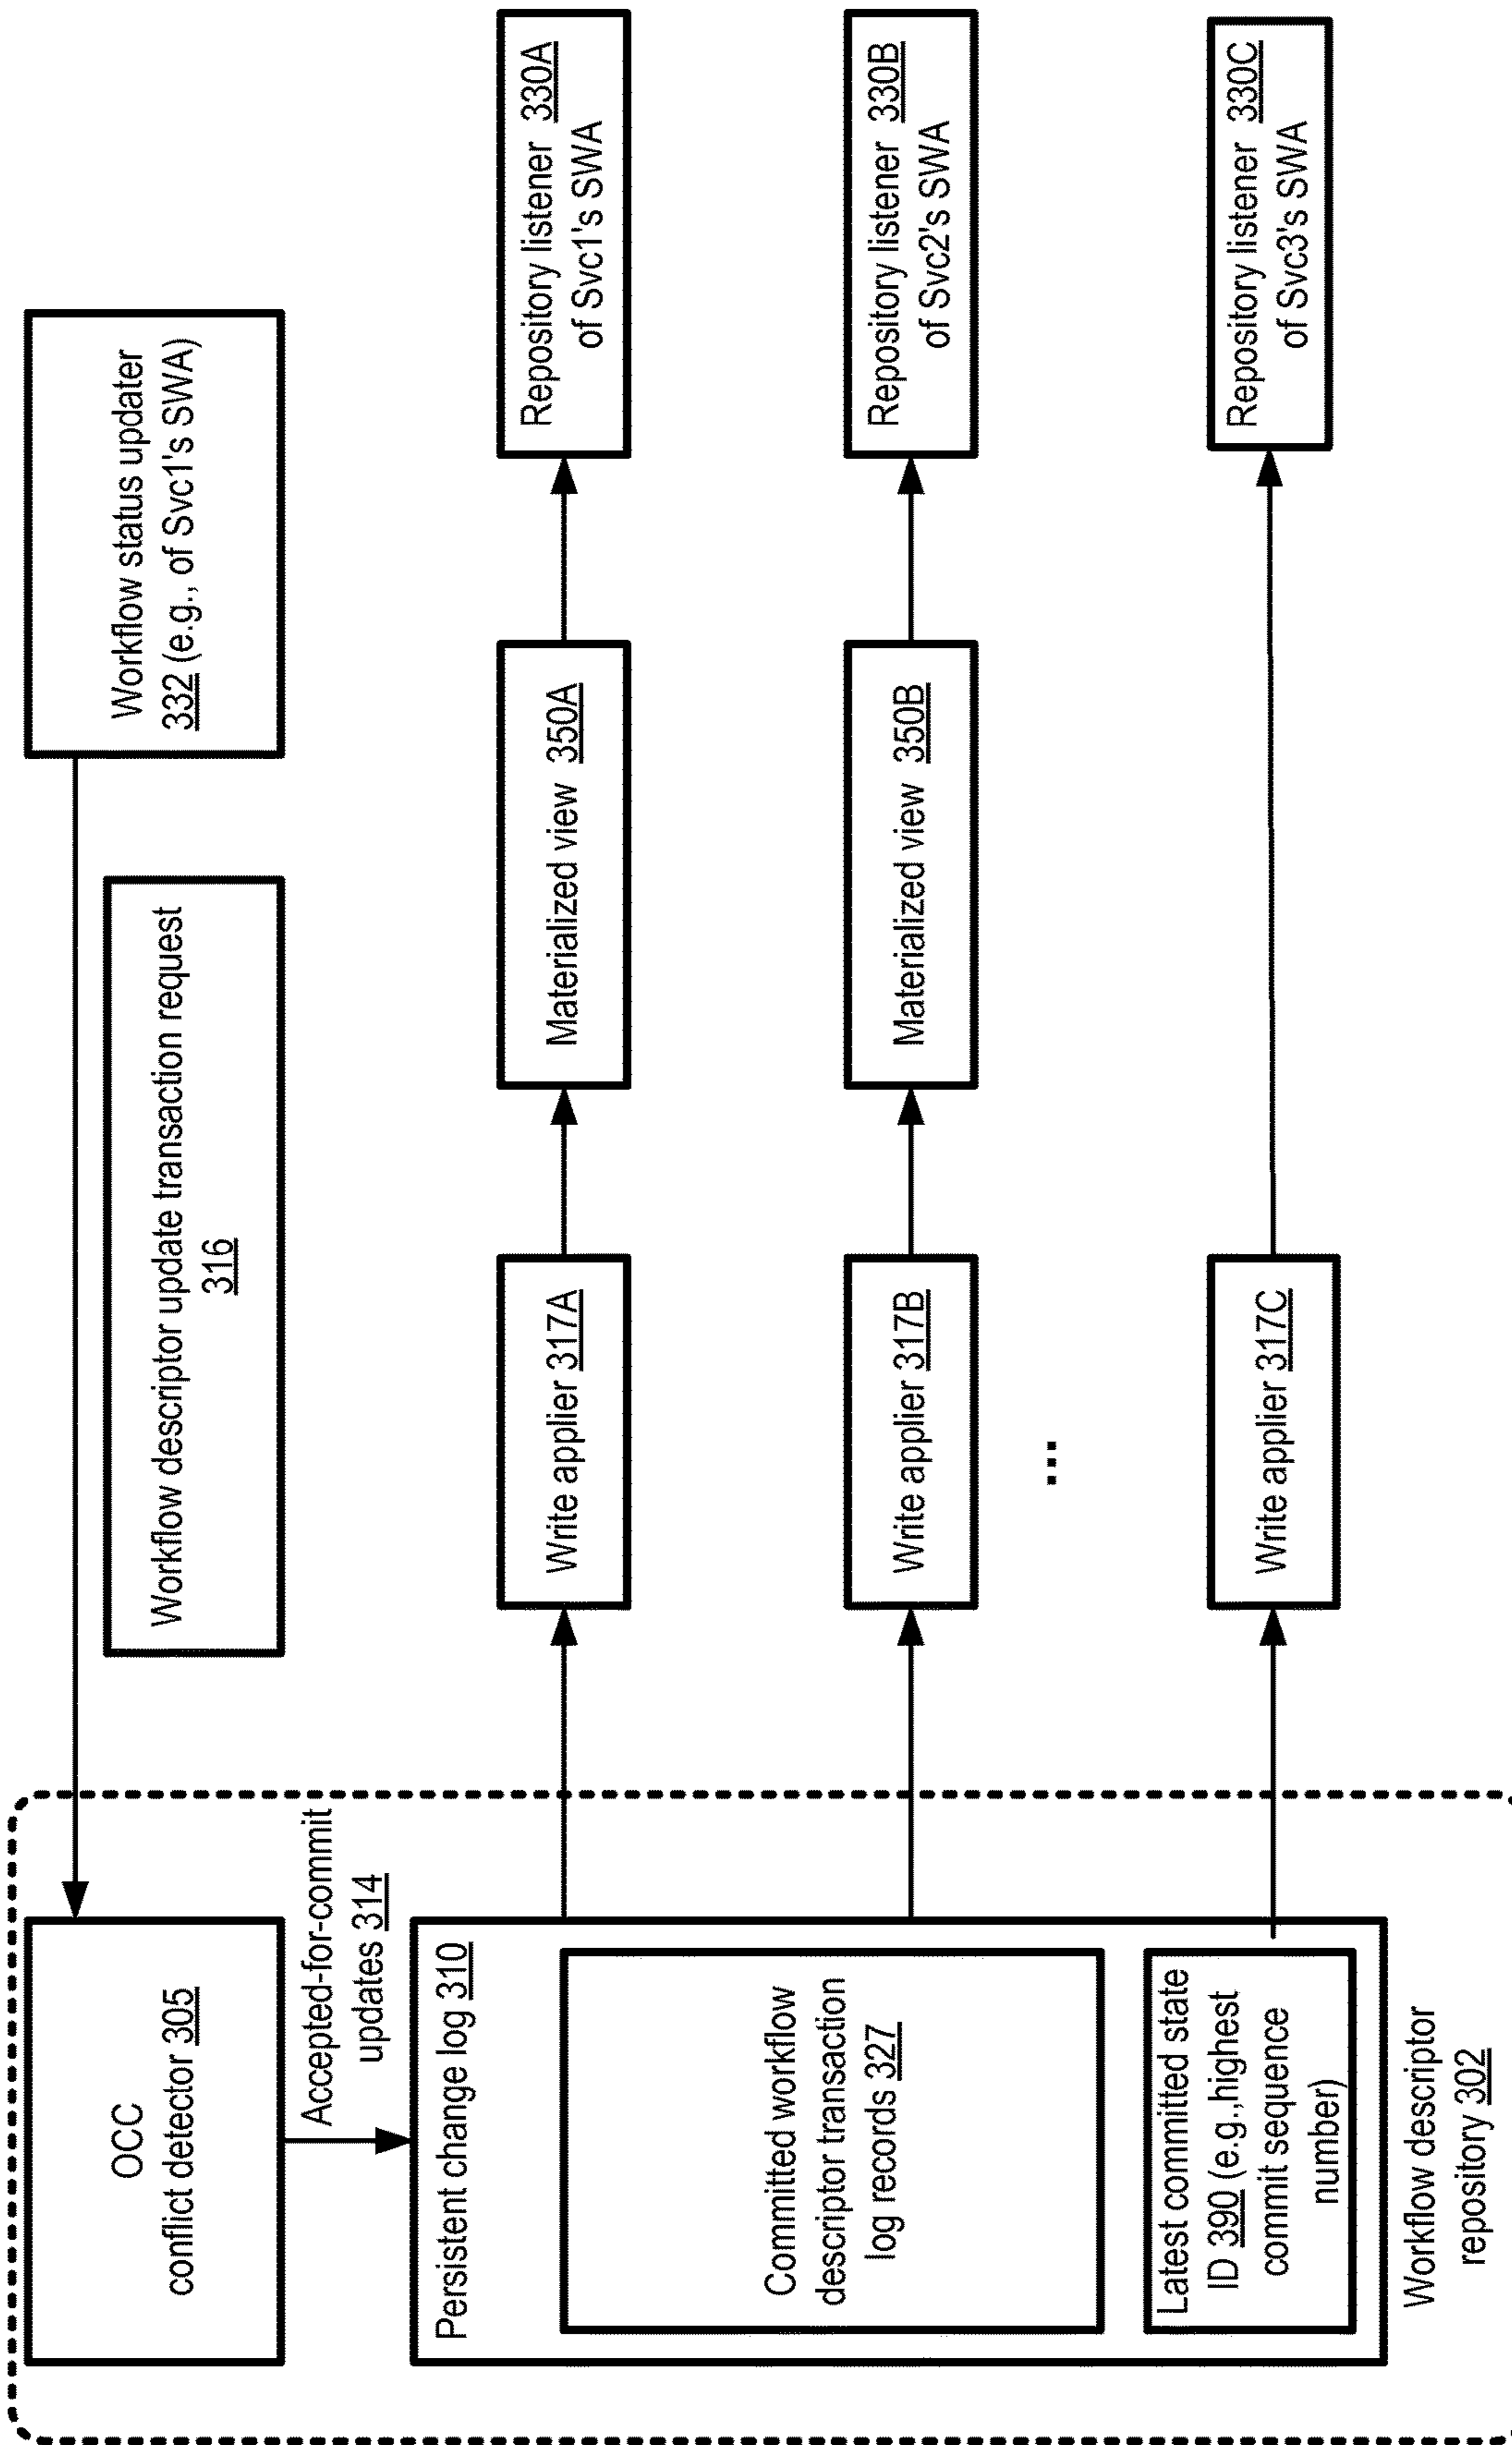 OCC
conflict detector 305
Workflow status updater
332 (e.g., of Svc1's SWA)
Workflow descriptor update transaction request
316
Accepted-for-commit
updates 314
Persistent change log 310
Committed workflow
descriptor transaction
log records 327
Latest committed state
ID 390 (e.g.,highest
commit sequence
number)
Workflow descriptor
repository 302
Write applier 317A
Materialized view 350A
Repository listener 330A
of Svc1's SWA
Write applier 317B
Materialized view 350B
Repository listener 330B
of Svc2's SWA
...
Write applier 317C
Repository listener 330C
of Svc3's SWA